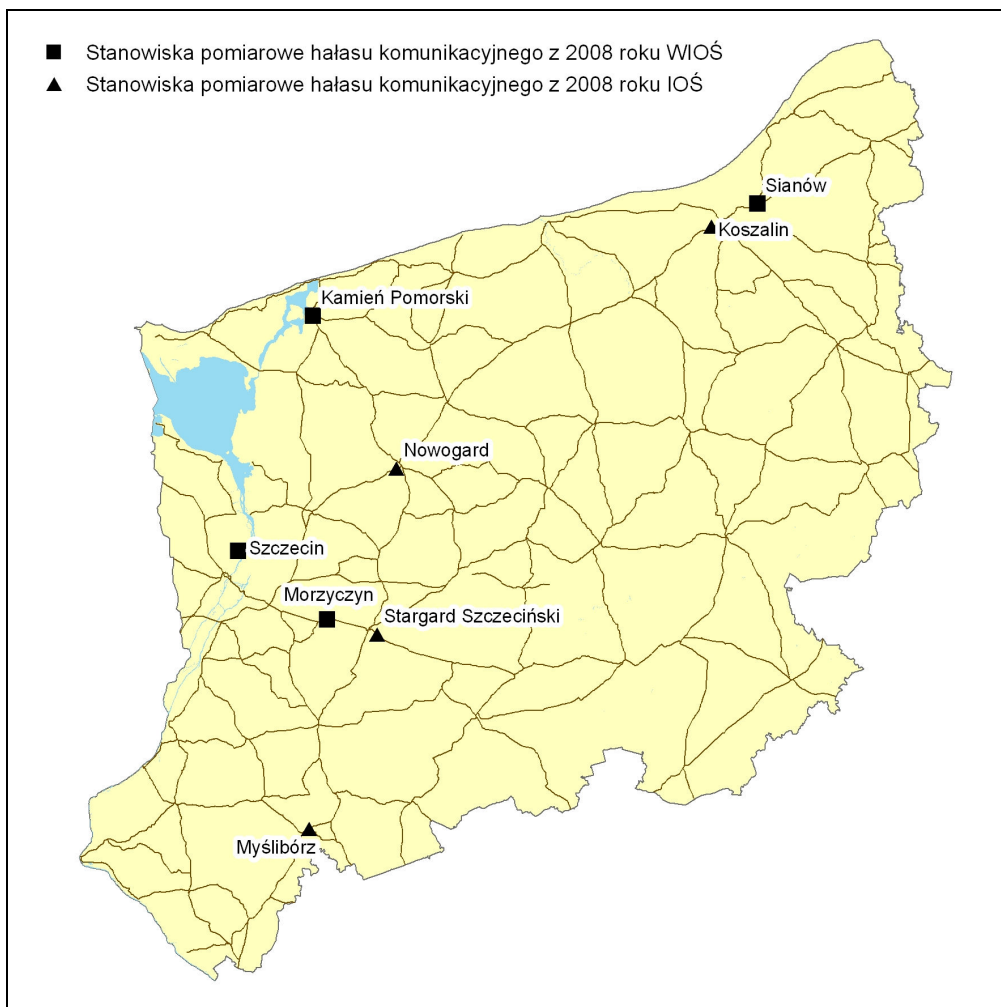 Stanowiska pomiarowe hałasu komunikacyjnego z 2008 roku WIOŚ
Stanowiska pomiarowe hałasu komunikacyjnego z 2008 roku IOŚ
Sianów
Koszalin
Kamień Pomorski
Nowogard
Szczecin
Morzyczyn
Stargard Szczeciński
Myślibórz